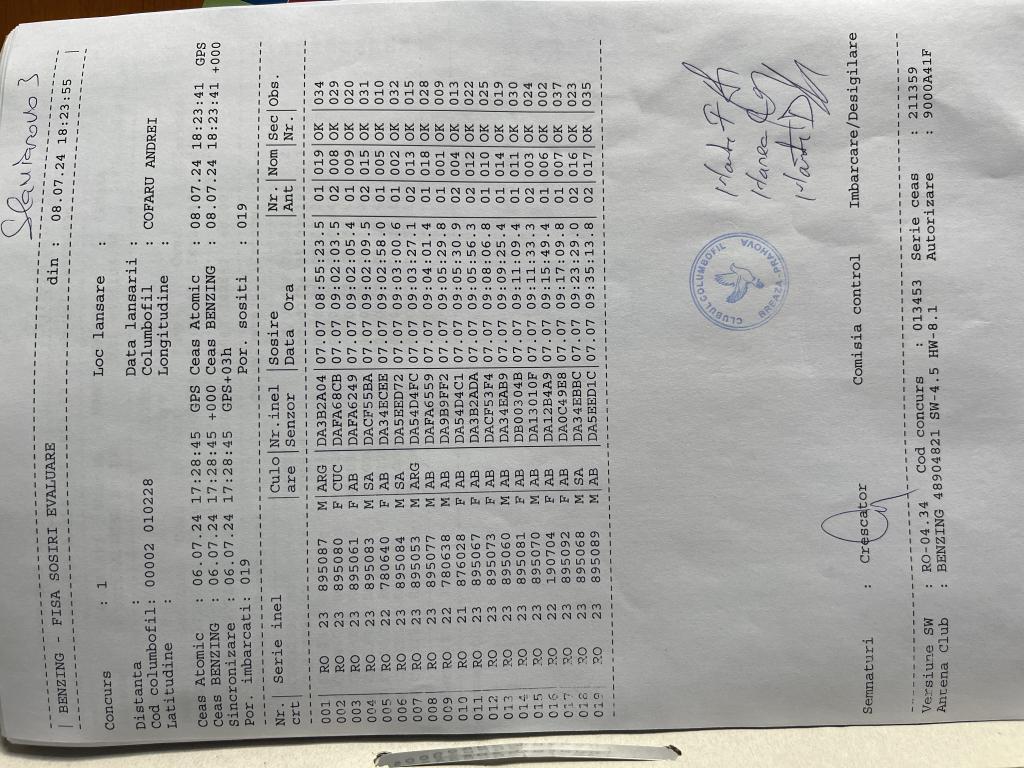 Slavianovo 3
BENZING - FISA SOSIRI EVALUARE din : 08.07.24 18:23:55
Concurs : 1 Loc lansare :
Distanta : Data lansarii :
Cod columbofil: 00002 010228 Columbofil : COFARU ANDREI
Latitudine : Longitudine :
Ceas Atomic : 06.07.24 17:28:45 GPS Ceas Atomic : 08.07.24 18:23:41 GPS
Ceas BENZING : 06.07.24 17:28:45 +000 Ceas BENZING : 08.07.24 18:23:41 +000
Sincronizare : 06.07.24 17:28:45 GPS+03h
Por. imbarcati: 019 Por. sositi : 019
Nr. | Serie inel Culo|Nr.inel |Sosire Nr. |Nom|Sec|Obs.
crt | are |Senzor |Data Ora Ant | |Nr.|
001 RO 23 895087 M ARG DA3B2A04 07.07 08:55:23.5 01 019 OK 034
002 RO 23 895080 F CUC DAFA68CB 07.07 09:02:03.5 02 008 OK 029
003 RO 23 895061 F AB DAFA6249 07.07 09:02:05.4 01 009 OK 020
004 RO 23 895083 M SA DACF55BA 07.07 09:02:09.5 02 015 OK 031
005 RO 22 780640 F AB DA34ECEE 07.07 09:02:58.0 01 005 OK 010
006 RO 23 895084 M SA DA5EED72 07.07 09:03:00.6 01 002 OK 032
007 RO 23 895053 M ARG DA54D4FC 07.07 09:03:27.1 02 013 OK 015
008 RO 23 895077 M AB DAFA6559 07.07 09:04:01.4 01 018 OK 028
009 RO 22 780638 M AB DA9B9FF2 07.07 09:05:29.8 01 001 OK 009
010 RO 21 876028 F AB DA54D4C1 07.07 09:05:30.9 02 004 OK 013
011 RO 23 895067 F AB DA3B2ADA 07.07 09:05:56.3 02 012 OK 022
012 RO 23 895073 F AB DACF53F4 07.07 09:08:06.8 01 010 OK 025
013 RO 23 895060 M AB DA34EAB9 07.07 09:09:25.4 01 014 OK 019
014 RO 23 895081 F AB DB00304B 07.07 09:11:09.4 01 011 OK 030
015 RO 23 895070 M AB DA13010F 07.07 09:11:33.3 02 003 OK 024
016 RO 22 190704 F AB DA12B4A9 07.07 09:15:49.4 01 006 OK 002
017 RO 23 895092 F AB DA0C49E8 07.07 09:17:09.8 01 007 OK 037
018 RO 23 895068 M SA DA34EBBC 07.07 09:23:29.0 02 016 OK 023
019 RO 23 895089 M AB DA5EED1C 07.07 09:35:13.8 02 017 OK 035
CLUBUL COLUMBOFIL
BREAZA - PRAHOVA
Semnaturi : Crescator Comisia control Imbarcare/Desigilare
Versiune SW : RO-04.34 Cod concurs : 013453 Serie ceas : 211359
Antena Club : BENZING 48904821 SW-4.5 HW-8.1 Autorizare : 9000A41F